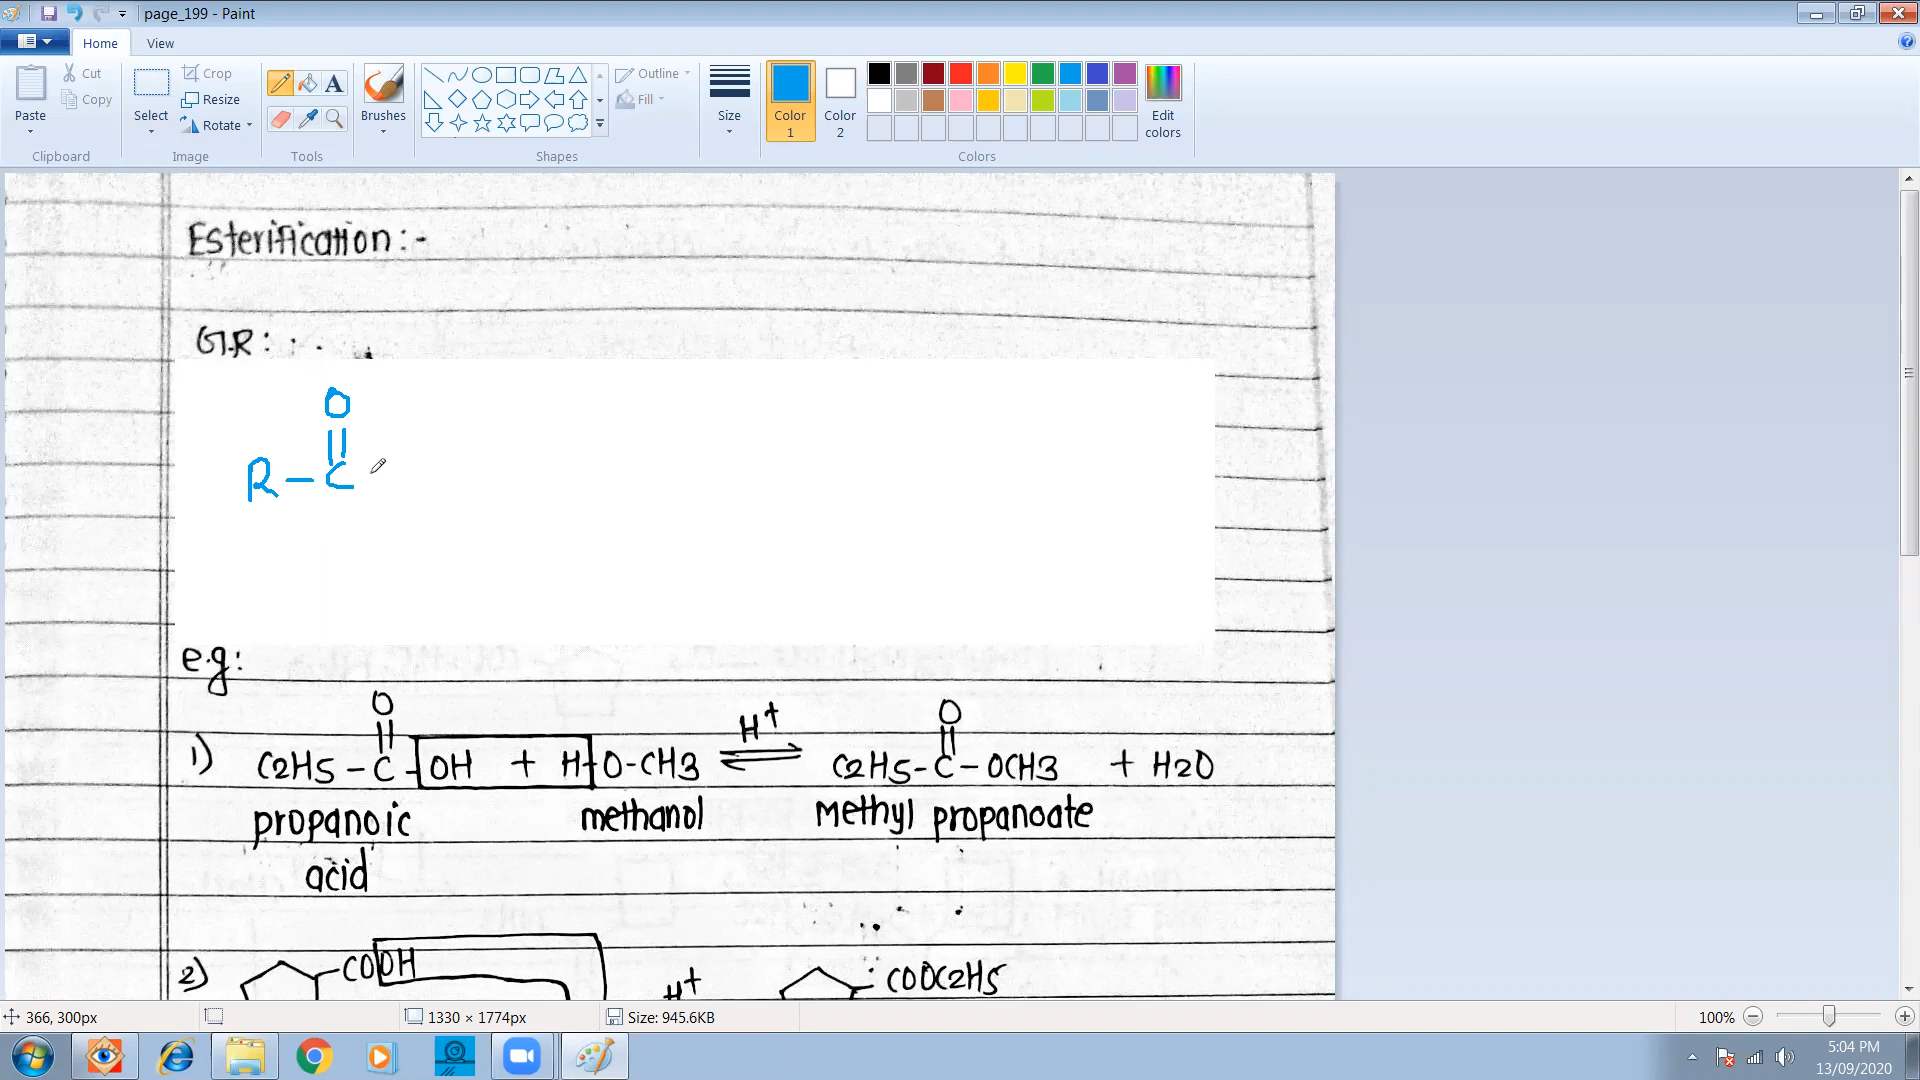 page_199 - Paint
Home View
Cut
Copy
Paste
Clipboard
Select
Crop
Resize
Rotate
Image
A
Tools
Brushes
Shapes
Outline
Fill
Size
Color 1
Color 2
Edit colors
Colors
Esterification:-
G.R:
O
R - C
e.g:
O H+ O
1) C2H5 - C - OH + H-O-CH3 ⇌ C2H5 - C - OCH3 + H2O
propanoic methanol Methyl propanoate
acid
2) COOH H+ COOC2H5
366, 300px
1330 × 1774px
Size: 945.6KB
100%
5:04 PM
13/09/2020